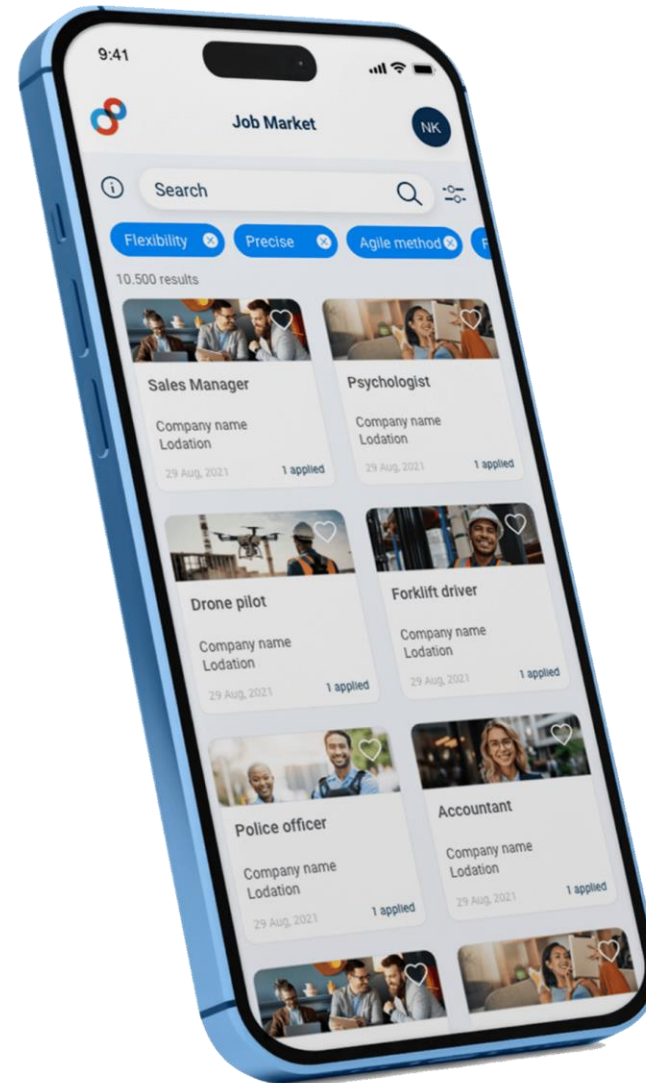 9:41
Job Market
NK
Search
Flexibility
Precise
Agile method
10.500 results
Sales Manager
Company name
Lodation
29 Aug, 2021
1 applied
Psychologist
Company name
Lodation
29 Aug, 2021
1 applied
Drone pilot
Company name
Lodation
29 Aug, 2021
1 applied
Forklift driver
Company name
Lodation
29 Aug, 2021
1 applied
Police officer
Company name
Lodation
29 Aug, 2021
1 applied
Accountant
Company name
Lodation
29 Aug, 2021
1 applied